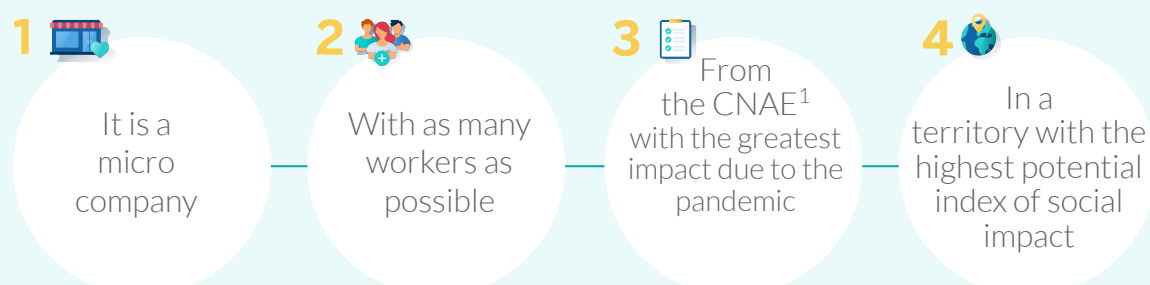 1
It is a
micro
company
2
With as many
workers as
possible
3
From
the CNAE1
with the greatest
impact due to the
pandemic
4
In a
territory with the
highest potential
index of social
impact